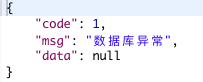 {
    "code": 1,
    "msg": "数据库异常",
    "data": null
}